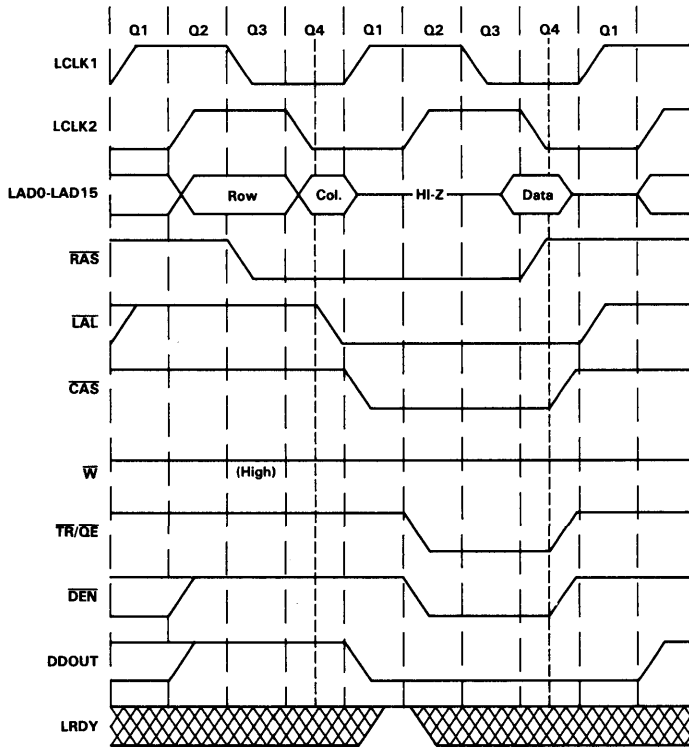 Q1 Q2 Q3 Q4 Q1 Q2 Q3 Q4 Q1
LCLK1
LCLK2
LAD0-LAD15 Row Col. HI-Z Data
RAS
LAL
CAS
W (High)
TR/QE
DEN
DDOUT
LRDY